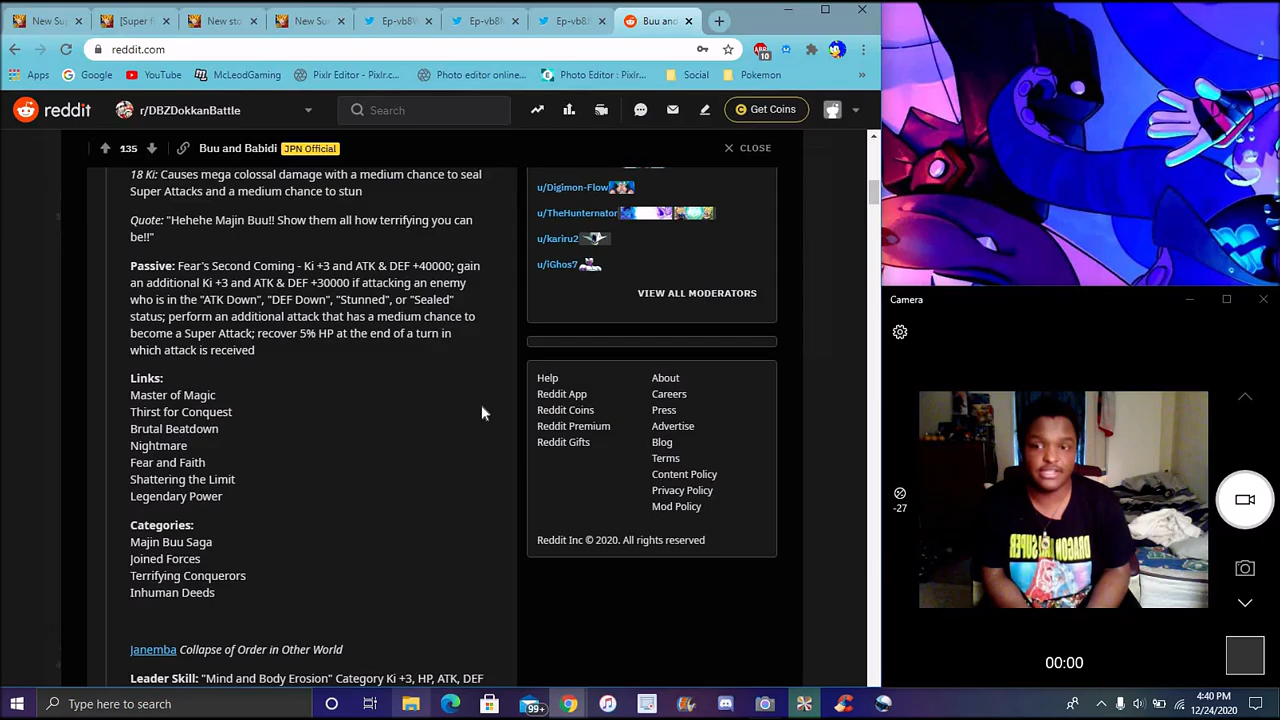 New Sup
[Super f
New sto
New Sur
Ep-vb8W
Ep-vb8N
Ep-vb8
Buu and
reddit.com
ABP
10
Apps
Google
YouTube
McLeodGaming
Pixlr Editor - Pixlr.c...
Photo editor online...
Photo Editor : Pixlr...
Social
Pokemon
»
reddit
r/DBZDokkanBattle
Search
Get Coins
135
Buu and Babidi
JPN Official
CLOSE
18 Ki: Causes mega colossal damage with a medium chance to seal
Super Attacks and a medium chance to stun
Quote: "Hehehe Majin Buu!! Show them all how terrifying you can
be!!"
Passive: Fear's Second Coming - Ki +3 and ATK & DEF +40000; gain
an additional Ki +3 and ATK & DEF +30000 if attacking an enemy
who is in the "ATK Down", "DEF Down", "Stunned", or "Sealed"
status; perform an additional attack that has a medium chance to
become a Super Attack; recover 5% HP at the end of a turn in
which attack is received
Links:
Master of Magic
Thirst for Conquest
Brutal Beatdown
Nightmare
Fear and Faith
Shattering the Limit
Legendary Power
Categories:
Majin Buu Saga
Joined Forces
Terrifying Conquerors
Inhuman Deeds
Janemba Collapse of Order in Other World
Leader Skill: "Mind and Body Erosion" Category Ki +3, HP, ATK, DEF
u/Digimon-Flow
u/TheHunternator
u/kariru2
u/iGhos7
VIEW ALL MODERATORS
Help
Reddit App
Reddit Coins
Reddit Premium
Reddit Gifts
About
Careers
Press
Advertise
Blog
Terms
Content Policy
Privacy Policy
Mod Policy
Reddit Inc © 2020. All rights reserved
Camera
-27
DRAGON BALL SUPER
00:00
Type here to search
99+
4:40 PM
12/24/2020